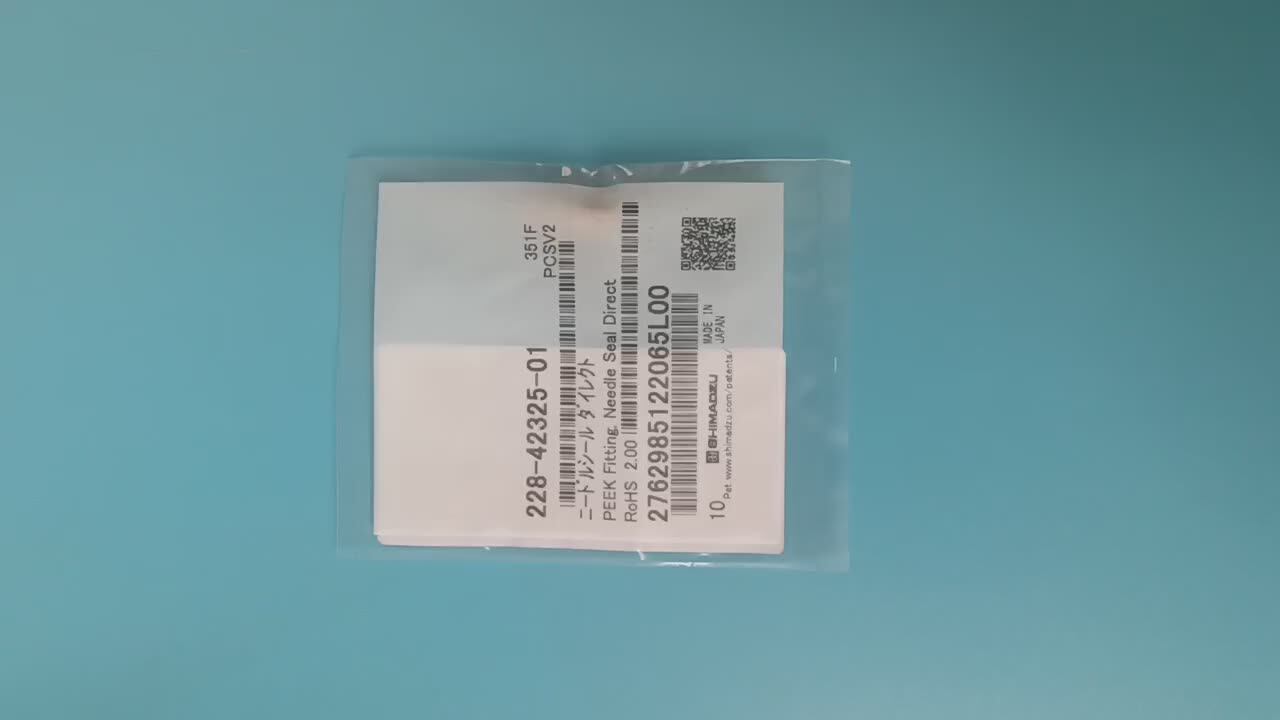 351F
228-42325-01 PCSV2
ニードルシール ダイレクト
PEEK Fitting, Needle Seal Direct
RoHS 2.00
2762985122065L00
10 SHIMADZU MADE IN JAPAN
Pat. www.shimadzu.com/patents/